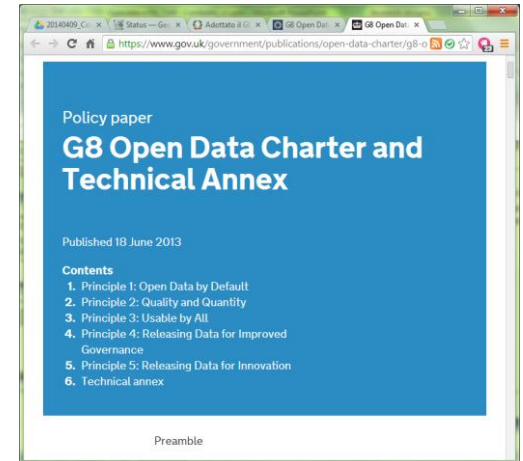 20140409_Co
Status — Geo
Adottato il G
G8 Open Dat
G8 Open Dat
https://www.gov.uk/government/publications/open-data-charter/g8-o
Policy paper
G8 Open Data Charter and
Technical Annex
Published 18 June 2013
Contents
1. Principle 1: Open Data by Default
2. Principle 2: Quality and Quantity
3. Principle 3: Usable by All
4. Principle 4: Releasing Data for Improved
Governance
5. Principle 5: Releasing Data for Innovation
6. Technical annex
Preamble